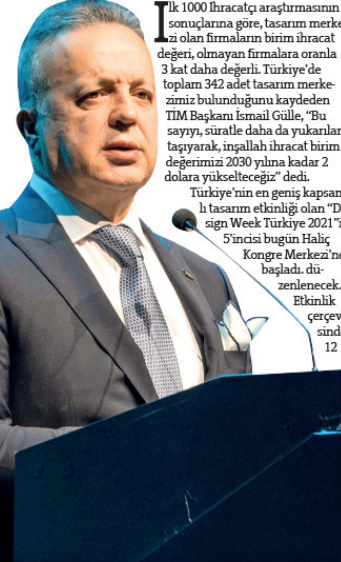 İlk 1000 İhracatçı araştırmasının
sonuçlarına göre, tasarım merke
zi olan firmaların birim ihracat
değeri, olmayan firmalara oranla
3 kat daha değerli. Türkiye'de
toplam 342 adet tasarım merke-
zimiz bulunduğunu kaydeden
TİM Başkanı İsmail Gülle, "Bu
sayıyı, süratle daha da yukarılar
taşıyarak, inşallah ihracat birim
değerimizi 2030 yılına kadar 2
dolara yükselteceğiz" dedi.
Türkiye'nin en geniş kapsam
lı tasarım etkinliği olan "D
sign Week Türkiye 2021"i
5'incisi bugün Haliç
Kongre Merkezi'n
başladı. dü-
zenlenecek.
Etkinlik
çerçev
sind
12